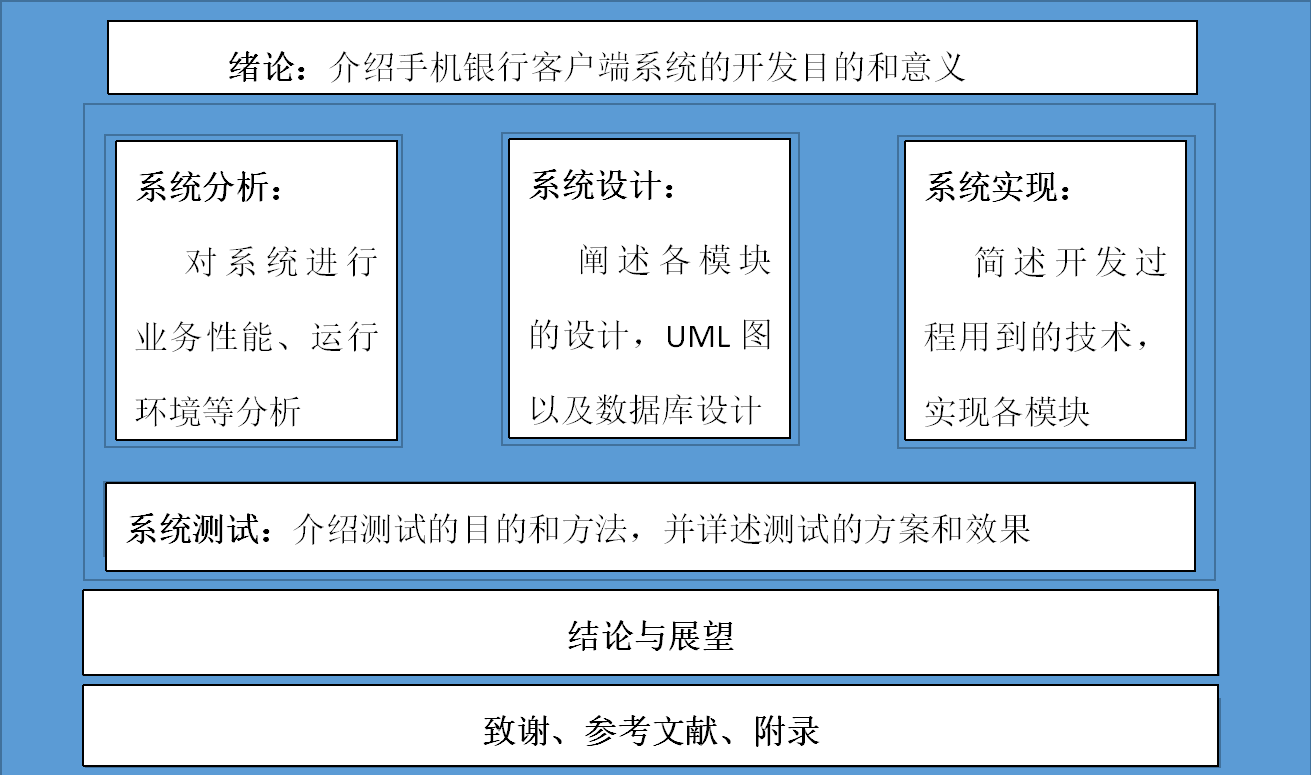 绪论：介绍手机银行客户端系统的开发目的和意义
系统分析：
对系统进行
业务性能、运行
环境等分析
系统设计：
阐述各模块
的设计，UML 图
以及数据库设计
系统实现：
简述开发过
程用到的技术，
实现各模块
系统测试：介绍测试的目的和方法，并详述测试的方案和效果
结论与展望
致谢、参考文献、附录